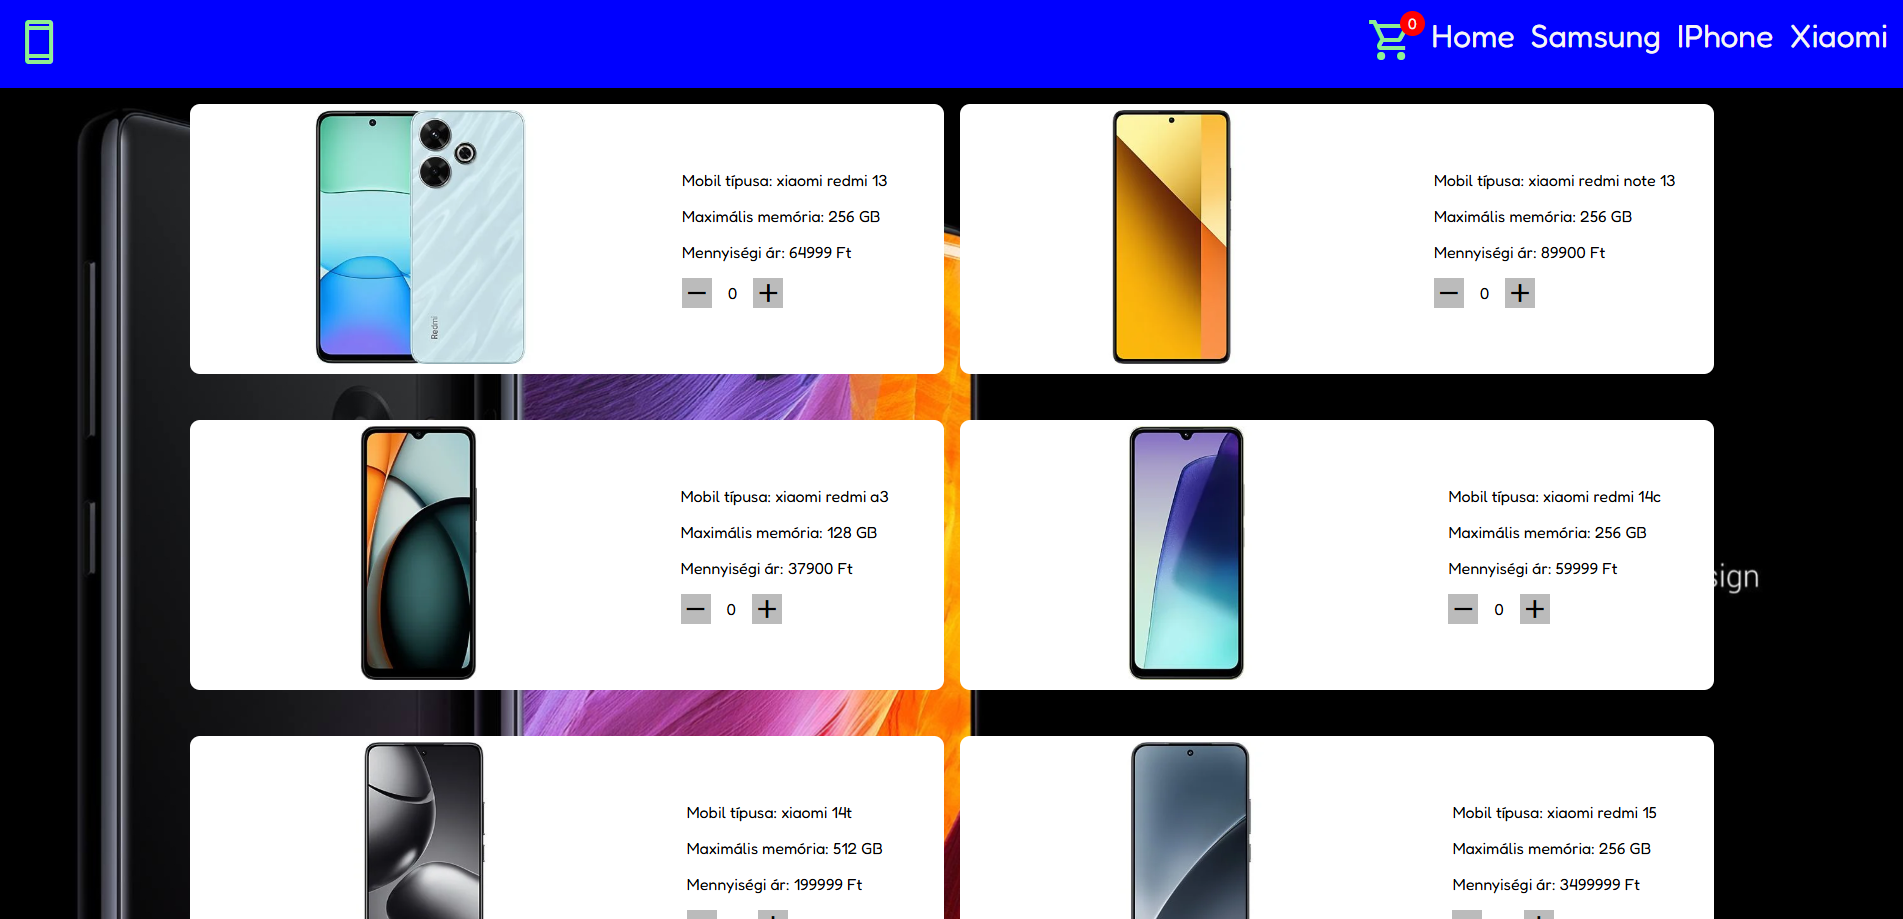 0
Home Samsung IPhone Xiaomi
Redmi
Mobil típusa: xiaomi redmi 13
Maximális memória: 256 GB
Mennyiségi ár: 64999 Ft
0
Mobil típusa: xiaomi redmi note 13
Maximális memória: 256 GB
Mennyiségi ár: 89900 Ft
0
Mobil típusa: xiaomi redmi a3
Maximális memória: 128 GB
Mennyiségi ár: 37900 Ft
0
Mobil típusa: xiaomi redmi 14c
Maximális memória: 256 GB
Mennyiségi ár: 59999 Ft
0
sign
Mobil típusa: xiaomi 14t
Maximális memória: 512 GB
Mennyiségi ár: 199999 Ft
Mobil típusa: xiaomi redmi 15
Maximális memória: 256 GB
Mennyiségi ár: 3499999 Ft